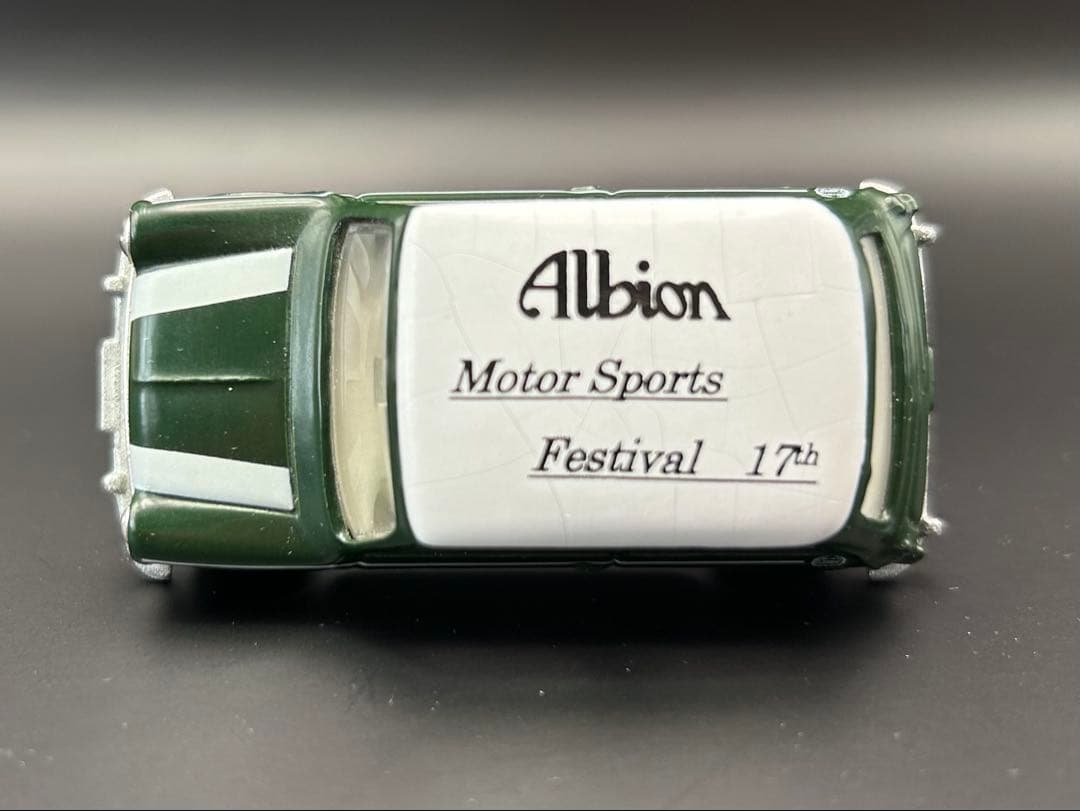 Albion
Motor Sports
Festival 17th